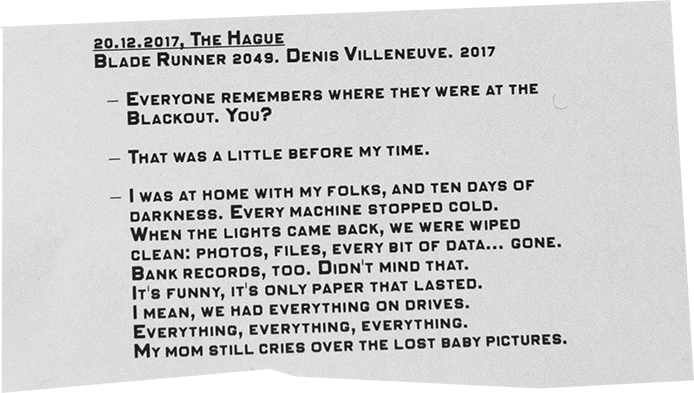 20.12.2017, The Hague
Blade Runner 2049. Denis Villeneuve. 2017
— Everyone remembers where they were at the
Blackout. You?
— That was a little before my time.
— I was at home with my folks, and ten days of
darkness. Every machine stopped cold.
When the lights came back, we were wiped
clean: photos, files, every bit of data... gone.
Bank records, too. Didn't mind that.
It's funny, it's only paper that lasted.
I mean, we had everything on drives.
Everything, everything, everything.
My mom still cries over the lost baby pictures.